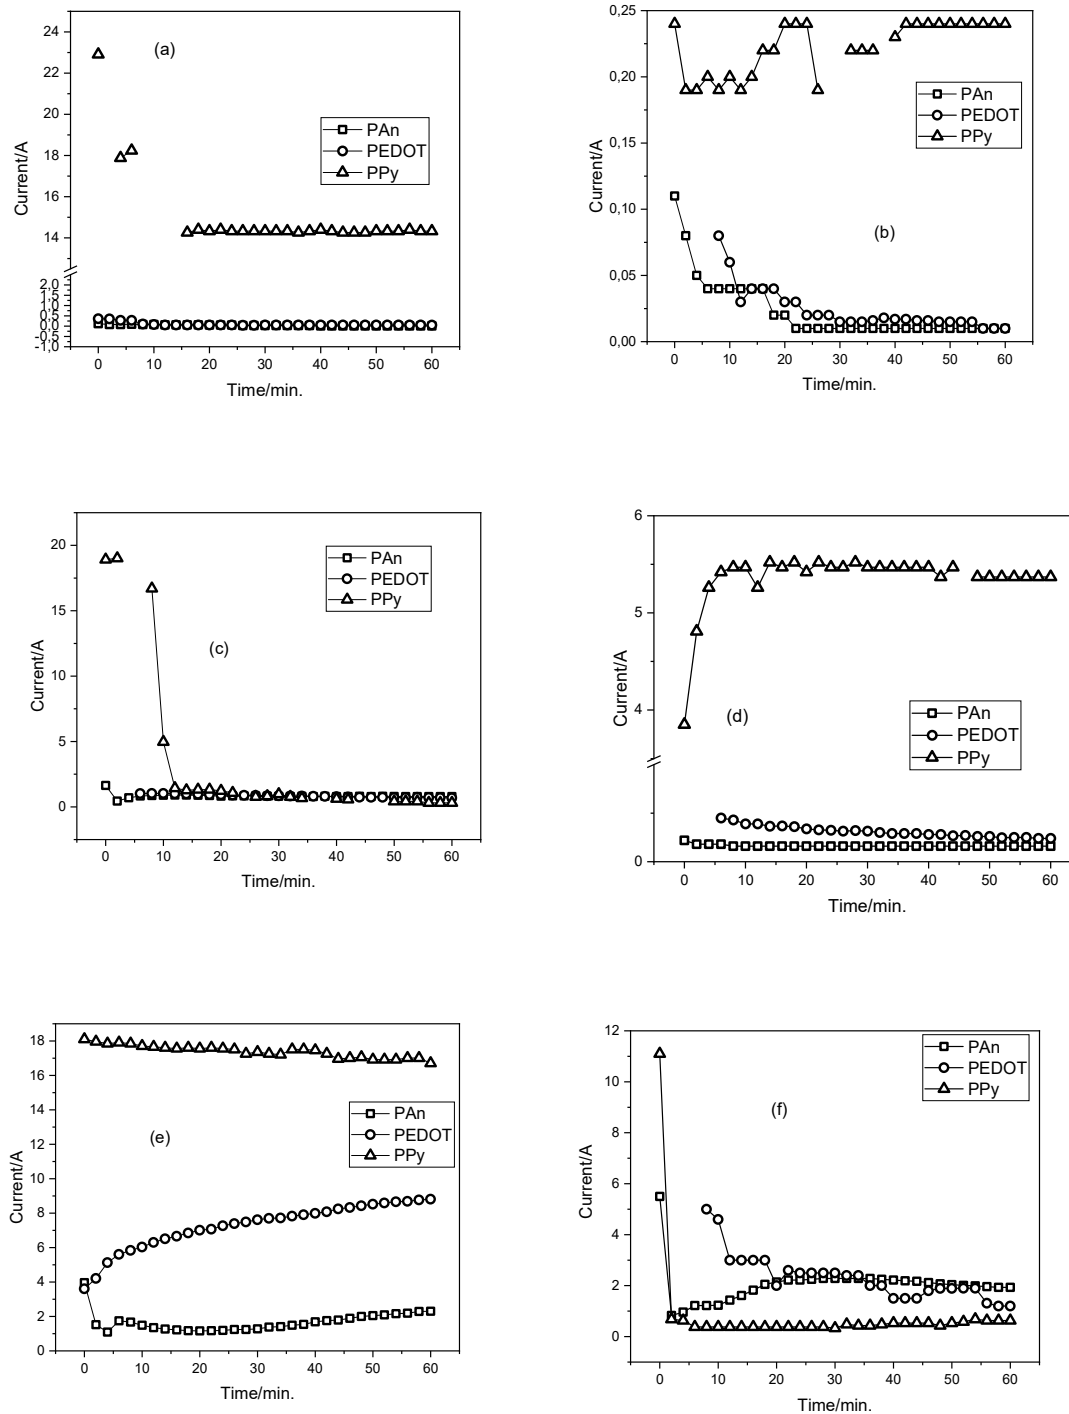 (a)
Current/A
24
22
20
18
16
14
2,0
1,5
1,0
0,5
0,0
-0,5
-1,0
0 10 20 30 40 50 60
Time/min.
PAn
PEDOT
PPy
(b)
Current/A
0,25
0,20
0,15
0,10
0,05
0,00
0 10 20 30 40 50 60
Time/min.
PAn
PEDOT
PPy
(c)
Current/A
20
15
10
5
0
0 10 20 30 40 50 60
Time/min.
PAn
PEDOT
PPy
(d)
Current/A
6
5
4
0
0 10 20 30 40 50 60
Time/min.
PAn
PEDOT
PPy
(e)
Current/A
18
16
14
12
10
8
6
4
2
0
0 10 20 30 40 50 60
Time/min.
PAn
PEDOT
PPy
(f)
Current/A
12
10
8
6
4
2
0
0 10 20 30 40 50 60
Time/min.
PAn
PEDOT
PPy